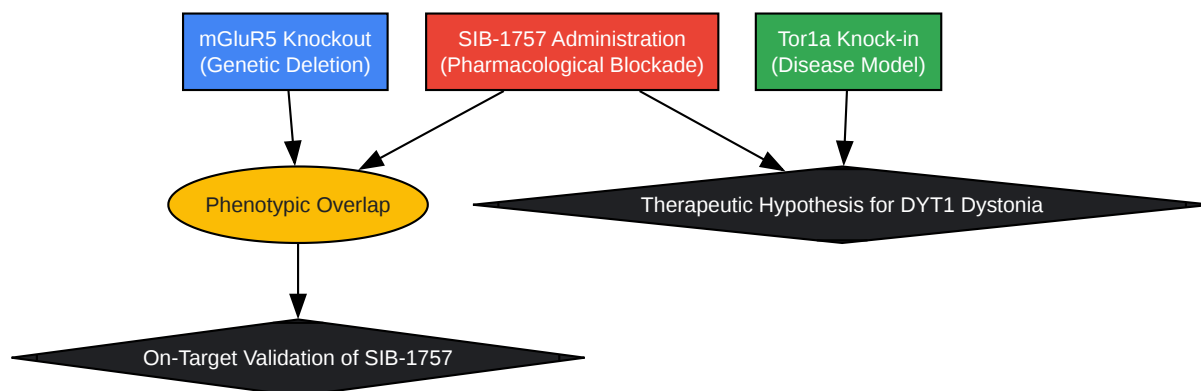 mGluR5 Knockout
(Genetic Deletion)
SIB-1757 Administration
(Pharmacological Blockade)
Tor1a Knock-in
(Disease Model)
Phenotypic Overlap
Therapeutic Hypothesis for DYT1 Dystonia
On-Target Validation of SIB-1757